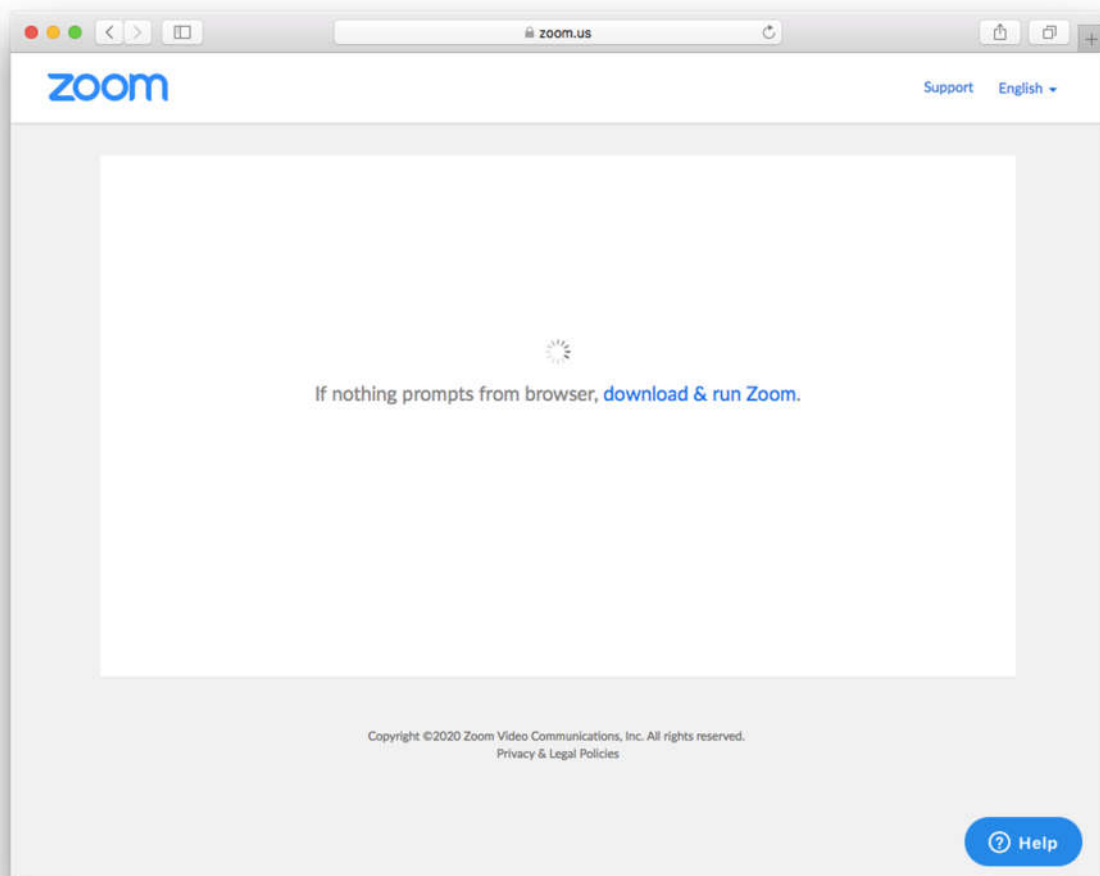 zoom.us
zoom
Support English
If nothing prompts from browser, download & run Zoom.
Copyright ©2020 Zoom Video Communications, Inc. All rights reserved.
Privacy & Legal Policies
? Help